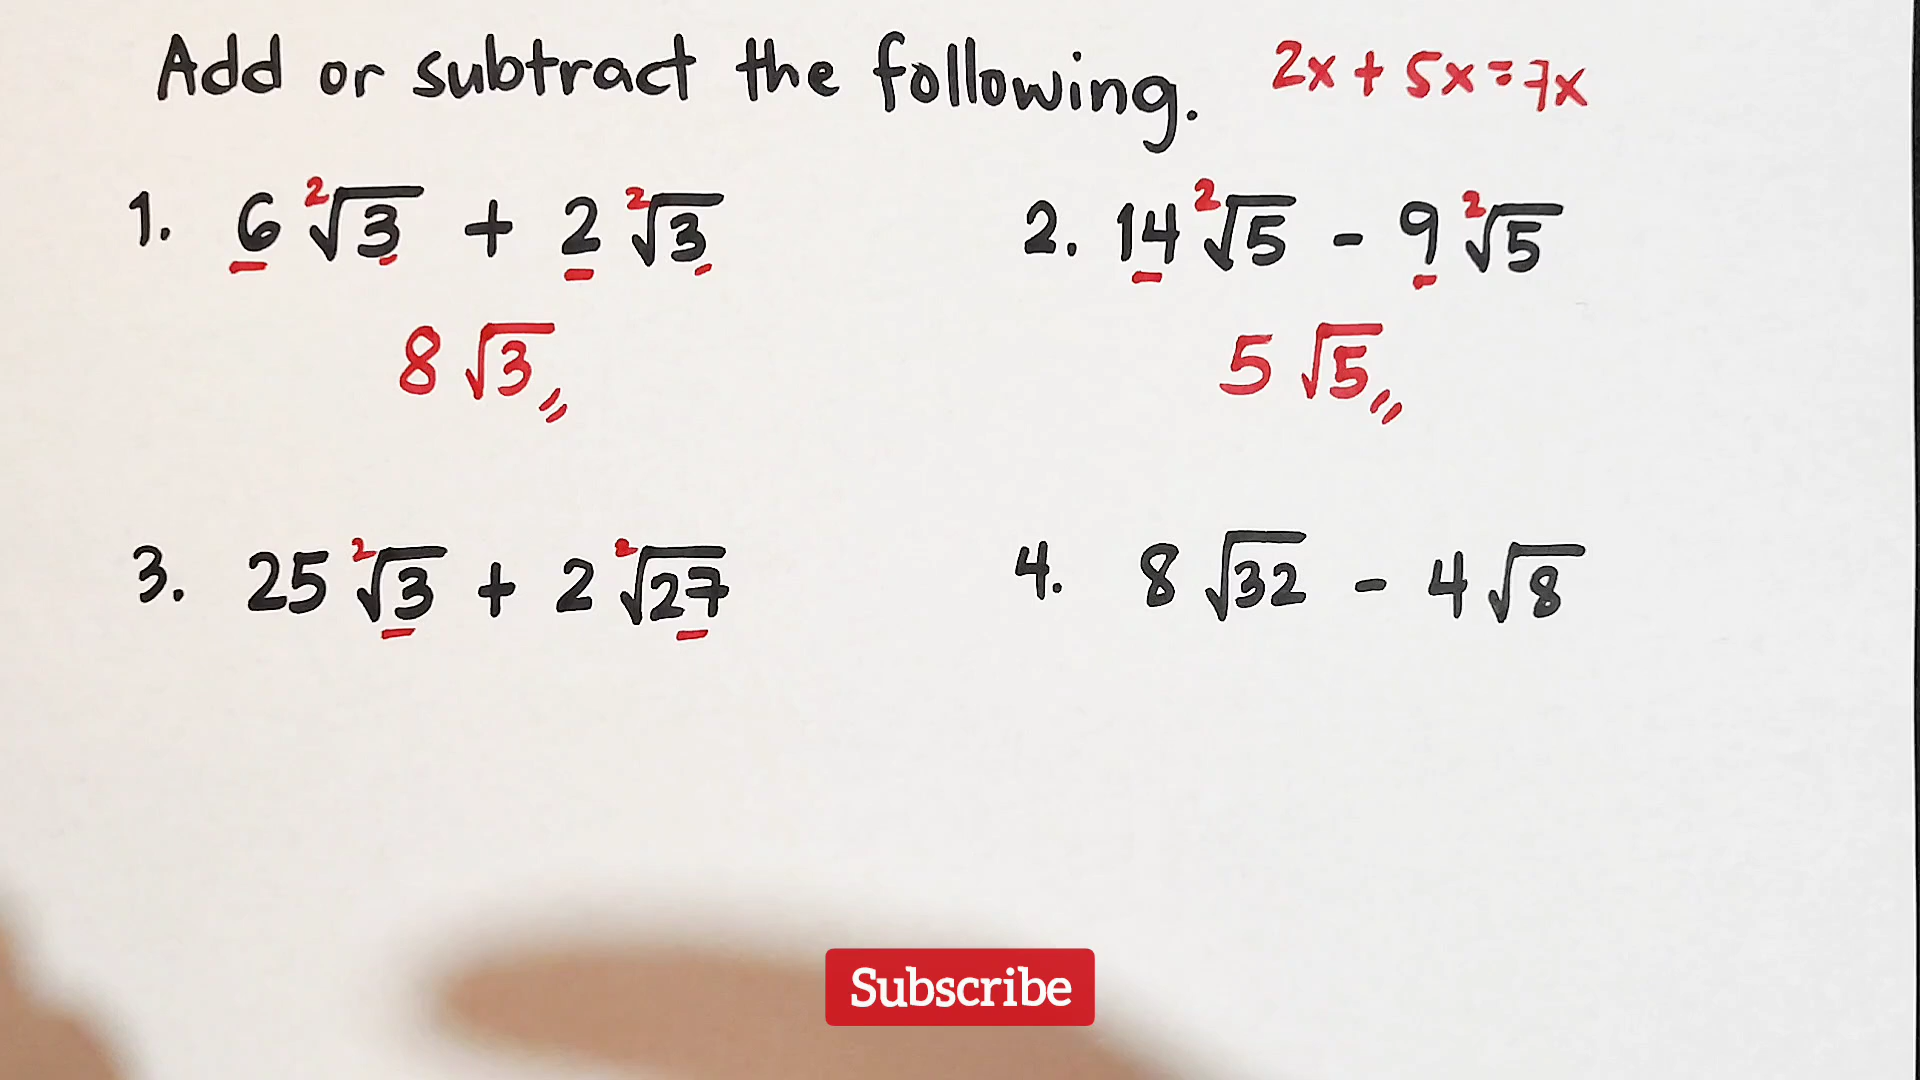 Add or subtract the following. 2x + 5x = 7x
1. 6 ²√3 + 2 ²√3
2. 14 ²√5 - 9 ²√5
8√3
5√5
3. 25 ²√3 + 2 ²√27
4. 8√32 - 4√8
Subscribe